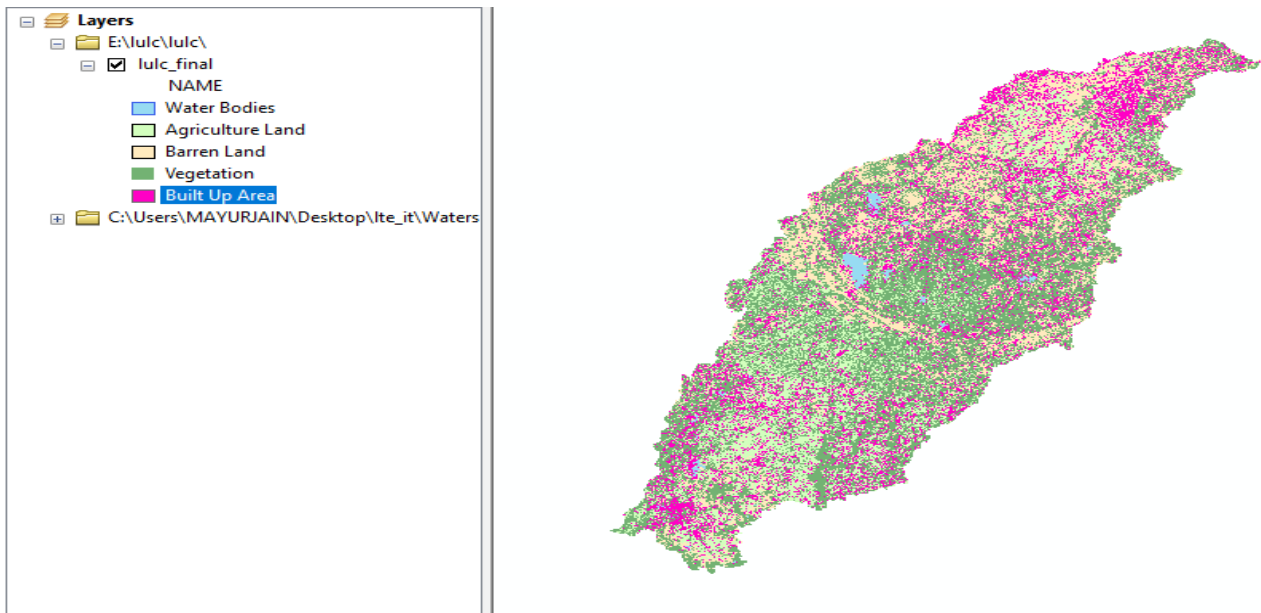 Layers
E:\lulc\lulc\
lulc_final
NAME
Water Bodies
Agriculture Land
Barren Land
Vegetation
Built Up Area
C:\Users\MAYURJAIN\Desktop\lte_it\Waters